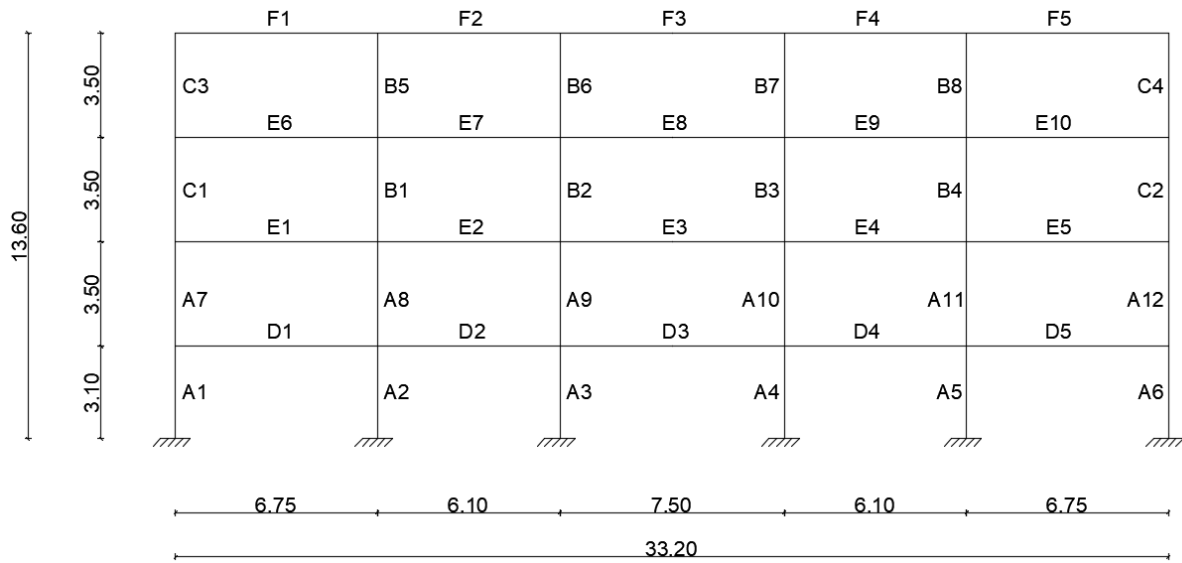 F1 F2 F3 F4 F5
3.50 C3 B5 B6 B7 B8 C4
E6 E7 E8 E9 E10
3.50 C1 B1 B2 B3 B4 C2
13.60
E1 E2 E3 E4 E5
3.50 A7 A8 A9 A10 A11 A12
D1 D2 D3 D4 D5
3.10 A1 A2 A3 A4 A5 A6
6.75 6.10 7.50 6.10 6.75
33.20